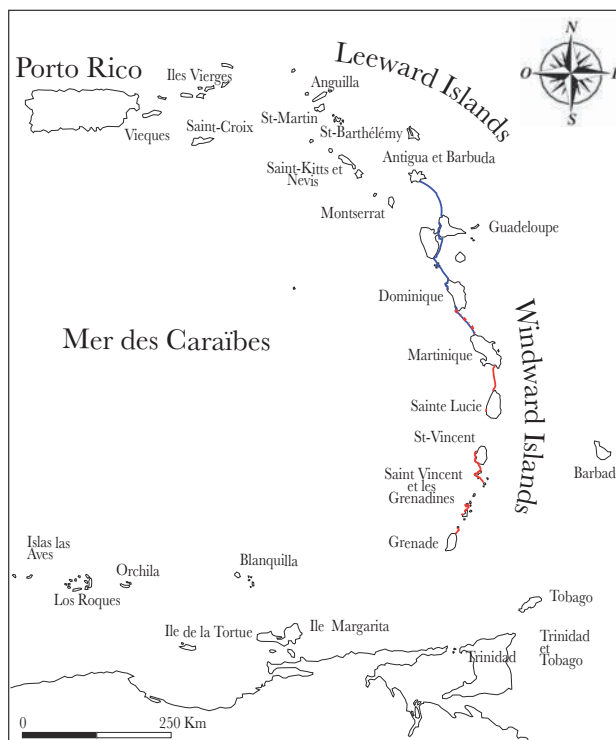 N
O
E
S
Leeward Islands
Porto Rico
Iles Vierges
Anguilla
St-Martin
St-Barthélémy
Vieques
Saint-Croix
Antigua et Barbuda
Saint-Kitts et
Nevis
Montserrat
Guadeloupe
Dominique
Windward Islands
Mer des Caraïbes
Martinique
Sainte Lucie
St-Vincent
Saint Vincent
et les
Grenadines
Barbad
Grenade
Islas las
Aves
Orchila
Blanquilla
Los Roques
Tobago
Ile de la Tortue
Ile Margarita
Trinidad
Trinidad
et
Tobago
0
250 Km